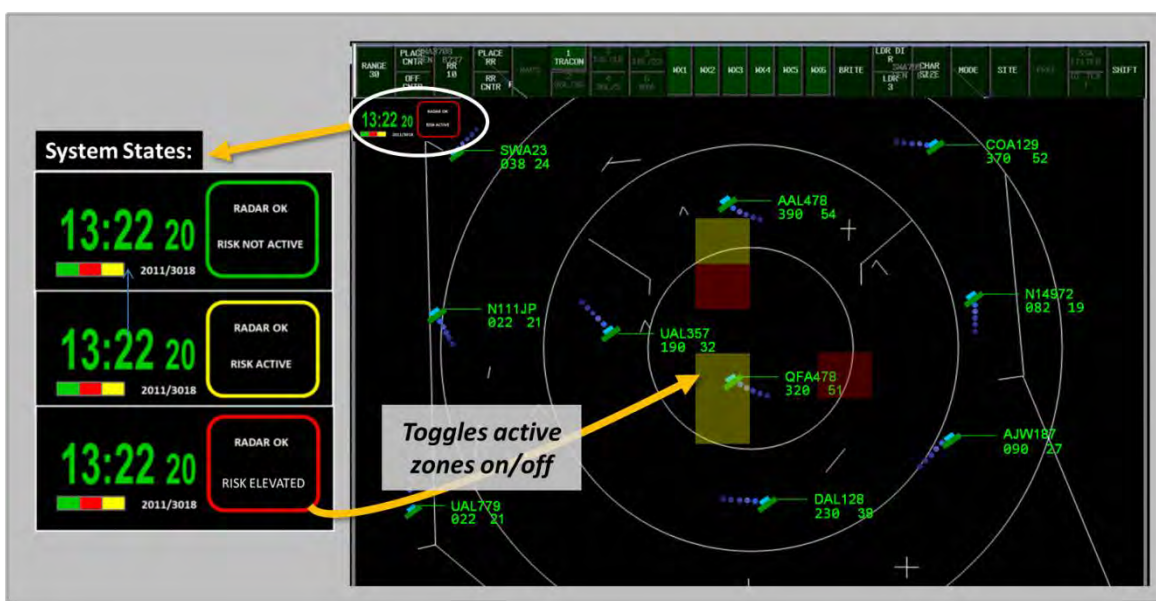 RANGE
30
PLACE
CNTR
OFF
CNTR
RR
10
PLACE
RR
RR
CNTR
1
TRACON
WX1
WX2
WX3
WX4
WX5
WX6
BRITE
LDR DI
R
LDR
3
CHAR
SIZE
MODE
SITE
SHIFT
13:22 20
2011/3018
RADAR OK
RISK ACTIVE
System States:
13:22 20
2011/3018
RADAR OK
RISK NOT ACTIVE
13:22 20
2011/3018
RADAR OK
RISK ACTIVE
13:22 20
2011/3018
RADAR OK
RISK ELEVATED
SWA23
038 24
COA129
370 52
AAL478
390 54
N111JP
022 21
UAL357
190 32
N14972
082 19
QFA478
320 51
Toggles active
zones on/off
AJW187
090 27
UAL779
022 21
DAL128
230 38